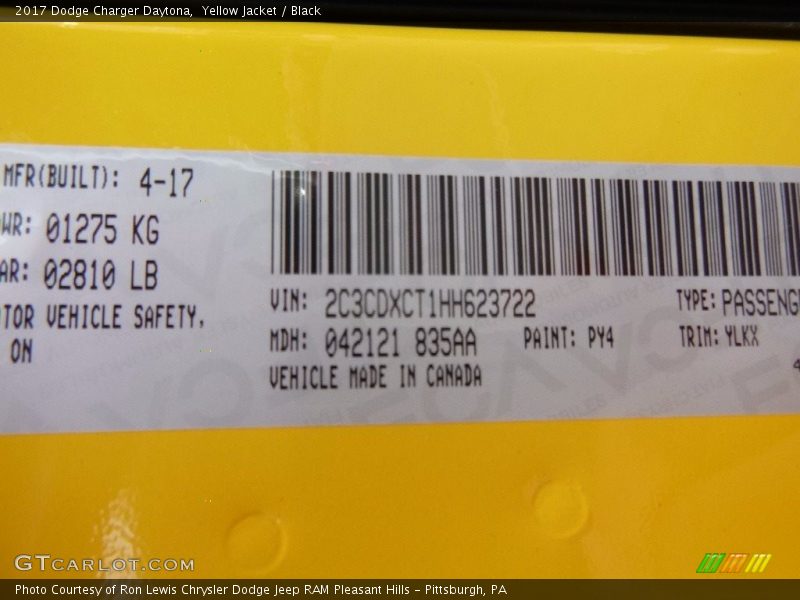 2017 Dodge Charger Daytona, Yellow Jacket / Black
MFR(BUILT): 4-17
WR: 01275 KG
AR: 02810 LB
TOR VEHICLE SAFETY,
ON
VIN: 2C3CDXCT1HH623722
TYPE: PASSENG
MDH: 042121 835AA
PAINT: PY4
TRIM: YLKX
VEHICLE MADE IN CANADA
4
GTCARLOT.COM
Photo Courtesy of Ron Lewis Chrysler Dodge Jeep RAM Pleasant Hills - Pittsburgh, PA